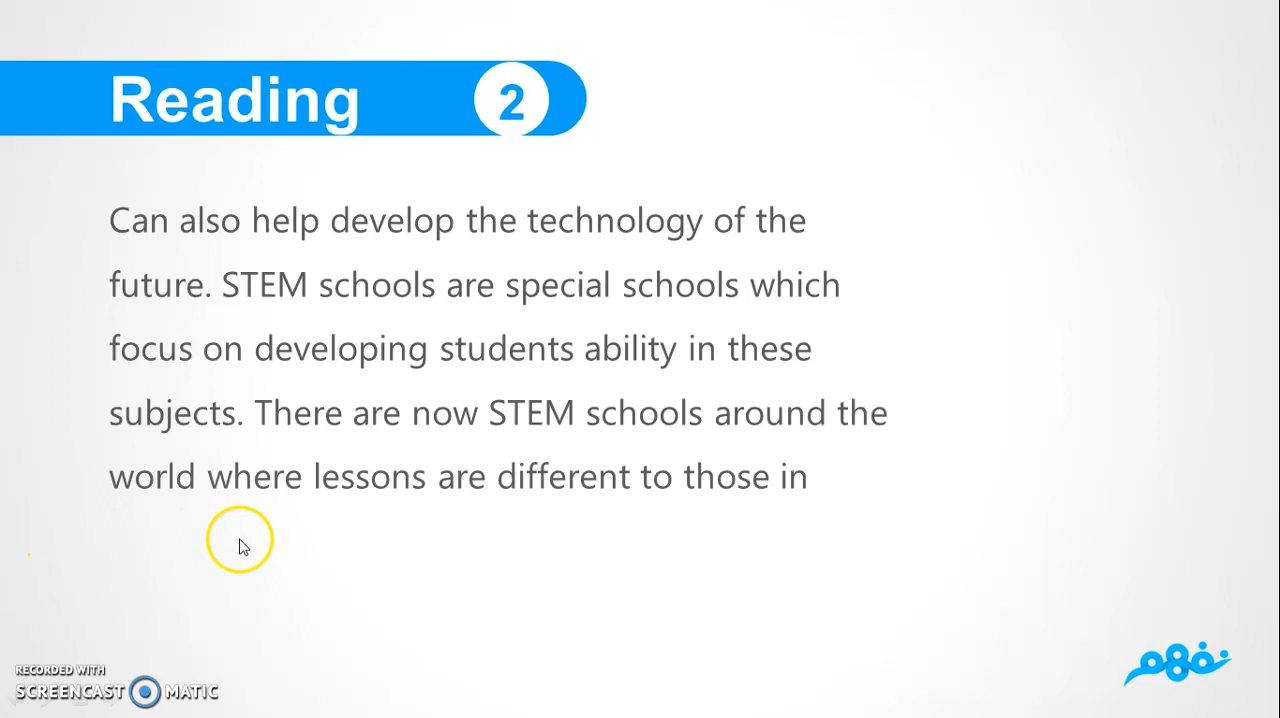 Reading 2
Can also help develop the technology of the
future. STEM schools are special schools which
focus on developing students ability in these
subjects. There are now STEM schools around the
world where lessons are different to those in
RECORDED WITH
SCREENCAST MATIC
نفهم